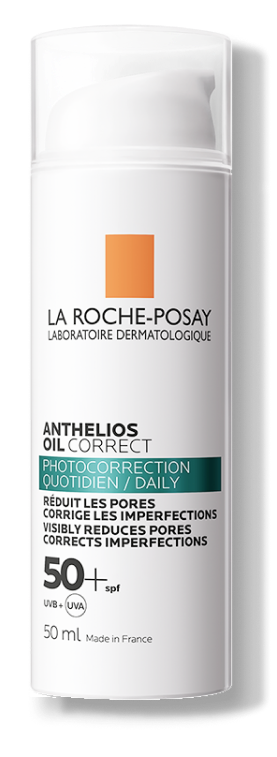 LA ROCHE-POSAY
LABORATOIRE DERMATOLOGIQUE
ANTHELIOS
OIL CORRECT
PHOTOCORRECTION
QUOTIDIEN / DAILY
RÉDUIT LES PORES
CORRIGE LES IMPERFECTIONS
VISIBLY REDUCES PORES
CORRECTS IMPERFECTIONS
50+ spf
UVB + UVA
50 ml Made in France